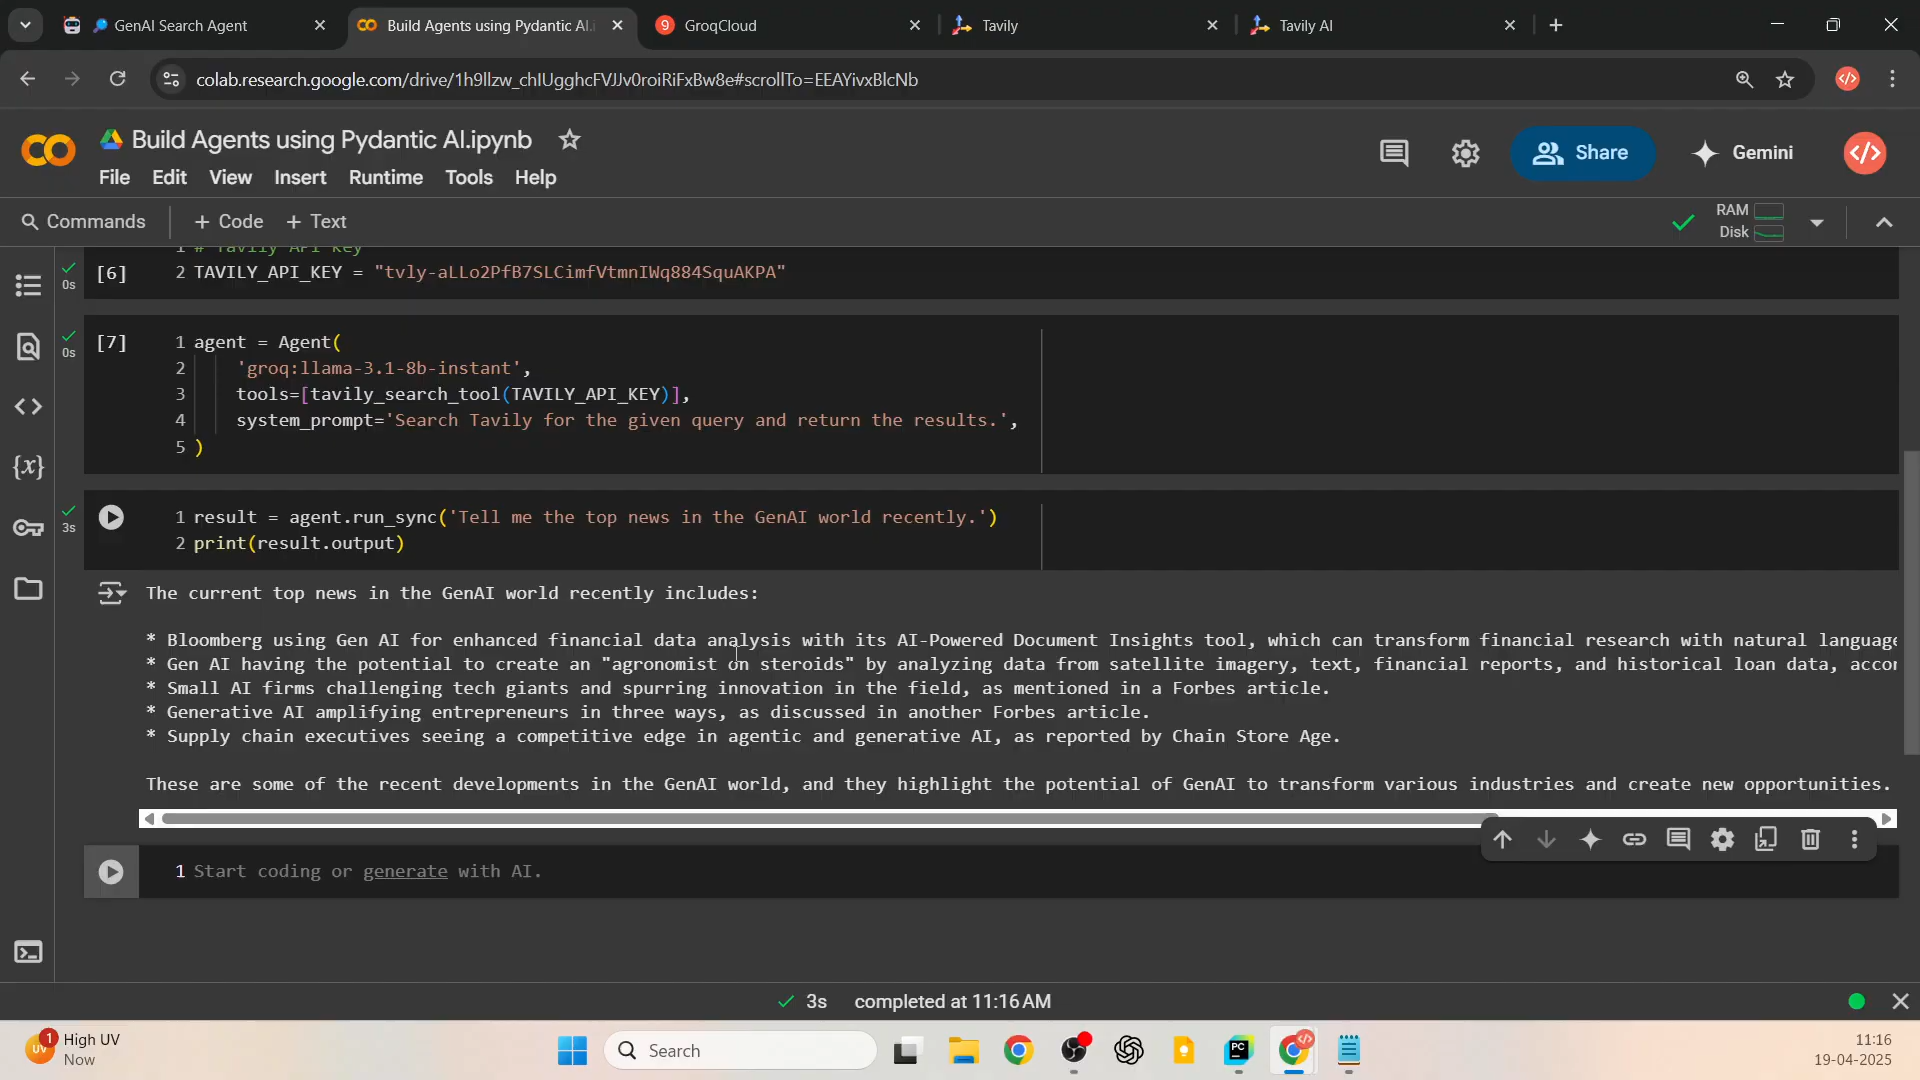 GenAI Search Agent
Build Agents using Pydantic AI.i
9 GroqCloud
Tavily
Tavily AI
colab.research.google.com/drive/1h9llzw_chIUgghcFVJJv0roiRiFxBw8e#scrollTo=EEAYivxBlcNb
Build Agents using Pydantic AI.ipynb
File Edit View Insert Runtime Tools Help
Share
Gemini
Commands + Code + Text
RAM
Disk
1 # Tavily API Key
[6] 2 TAVILY_API_KEY = "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"
0s
[7] 1 agent = Agent(
0s
2 'groq:llama-3.1-8b-instant',
3 tools=[tavily_search_tool(TAVILY_API_KEY)],
4 system_prompt='Search Tavily for the given query and return the results.',
5 )
1 result = agent.run_sync('Tell me the top news in the GenAI world recently.')
3s
2 print(result.output)
The current top news in the GenAI world recently includes:
* Bloomberg using Gen AI for enhanced financial data analysis with its AI-Powered Document Insights tool, which can transform financial research with natural language
* Gen AI having the potential to create an "agronomist on steroids" by analyzing data from satellite imagery, text, financial reports, and historical loan data, accor
* Small AI firms challenging tech giants and spurring innovation in the field, as mentioned in a Forbes article.
* Generative AI amplifying entrepreneurs in three ways, as discussed in another Forbes article.
* Supply chain executives seeing a competitive edge in agentic and generative AI, as reported by Chain Store Age.
These are some of the recent developments in the GenAI world, and they highlight the potential of GenAI to transform various industries and create new opportunities.
1 Start coding or generate with AI.
3s completed at 11:16 AM
1 High UV
UV Now
Search
PC
11:16
19-04-2025